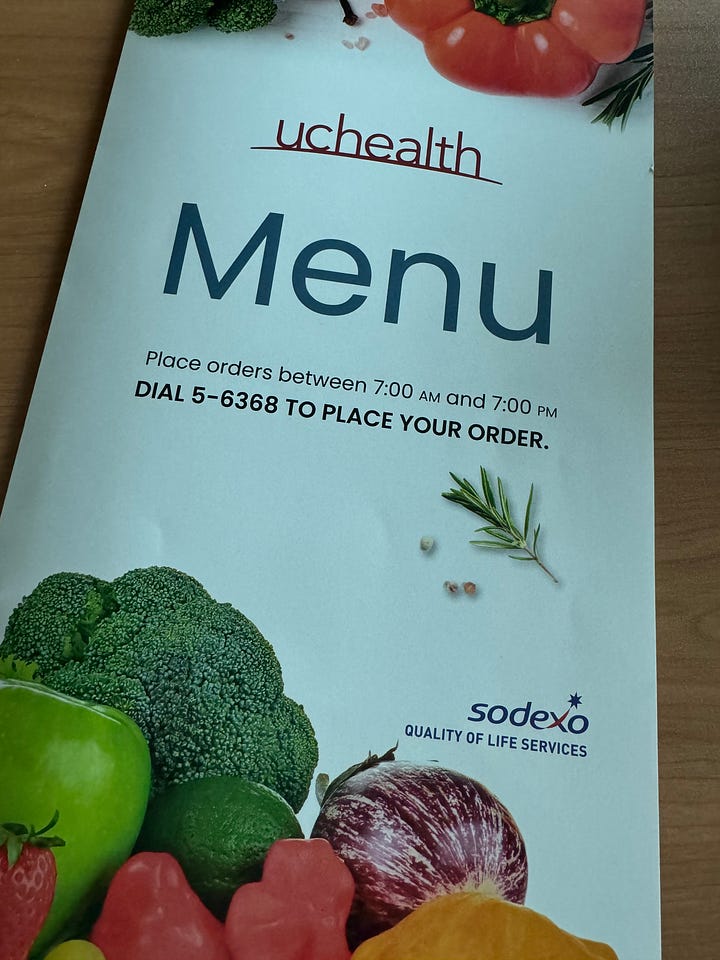 uchealth
Menu
Place orders between 7:00 AM and 7:00 PM
DIAL 5-6368 TO PLACE YOUR ORDER.
sodexo
QUALITY OF LIFE SERVICES